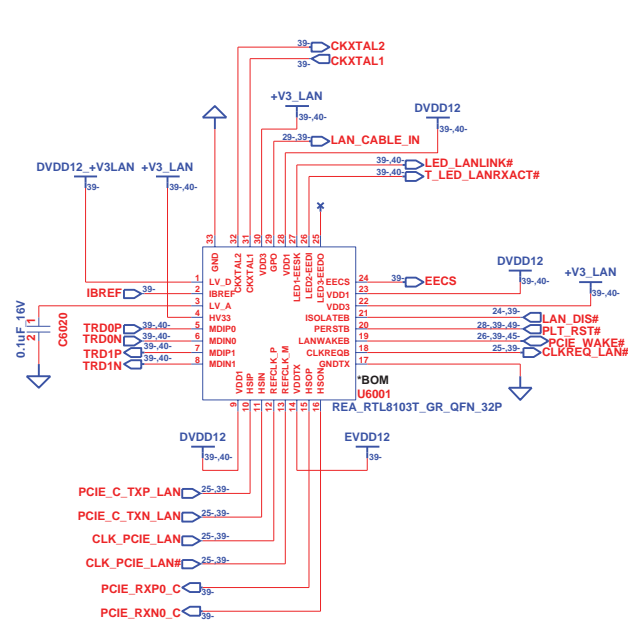 39- CKXTAL2
39- CKXTAL1
+V3_LAN
39-,40-
DVDD12
39-,40-
29-,39- LAN_CABLE_IN
DVDD12_+V3LAN
39-
+V3_LAN
39-,40-
39-,40- LED_LANLINK#
39-,40- T_LED_LANRXACT#
33 32 31 30 29 28 27 26 25
GND CKXTAL2 CKXTAL1 VDD3 GPO VDD1 LED1-EESK LED2-EEDI LED3-EEDO
1 LV_D
IBREF 39- 2 IBREF
3 LV_A
4 HV33
TRD0P 39-,40- 5 MDIP0
TRD0N 39-,40- 6 MDIN0
TRD1P 39-,40- 7 MDIP1
TRD1N 39-,40- 8 MDIN1
EECS 24 39- EECS
VDD1 23
VDD3 22
ISOLATEB 21 24-,39- LAN_DIS#
PERSTB 20 28-,39-,49- PLT_RST#
LANWAKEB 19 26-,39-,45- PCIE_WAKE#
CLKREQB 18 25-,39- CLKREQ_LAN#
GNDTX 17
DVDD12
39-,40-
+V3_LAN
39-,40-
0.1uF_16V
1
2
C6020
VDD1 HSIP HSIN REFCLK_P REFCLK_M VDDTX HSOP HSON
9 10 11 12 13 14 15 16
*BOM
U6001
REA_RTL8103T_GR_QFN_32P
DVDD12
39-,40-
EVDD12
39-
PCIE_C_TXP_LAN 25-,39-
PCIE_C_TXN_LAN 25-,39-
CLK_PCIE_LAN 25-,39-
CLK_PCIE_LAN# 25-,39-
PCIE_RXP0_C 39-
PCIE_RXN0_C 39-